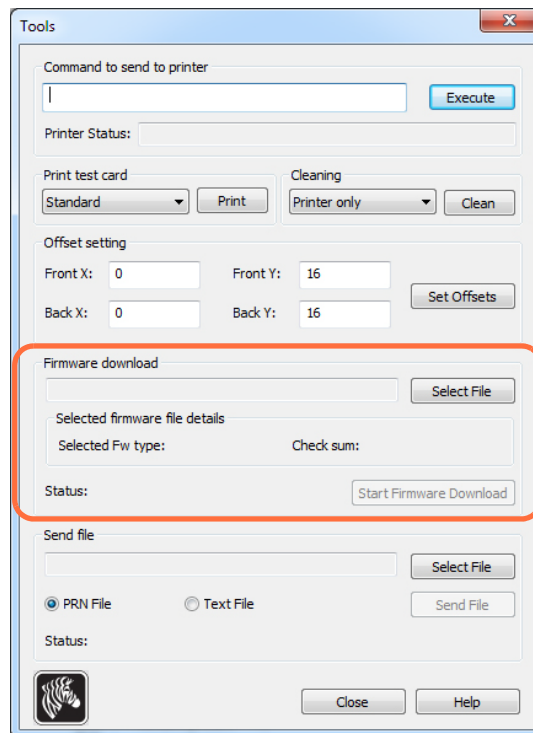 Tools
Command to send to printer
Execute
Printer Status:
Print test card
Cleaning
Standard
Print
Printer only
Clean
Offset setting
Front X: 0 Front Y: 16
Set Offsets
Back X: 0 Back Y: 16
Firmware download
Select File
Selected firmware file details
Selected Fw type: Check sum:
Status:
Start Firmware Download
Send file
Select File
PRN File Text File
Send File
Status:
Close
Help